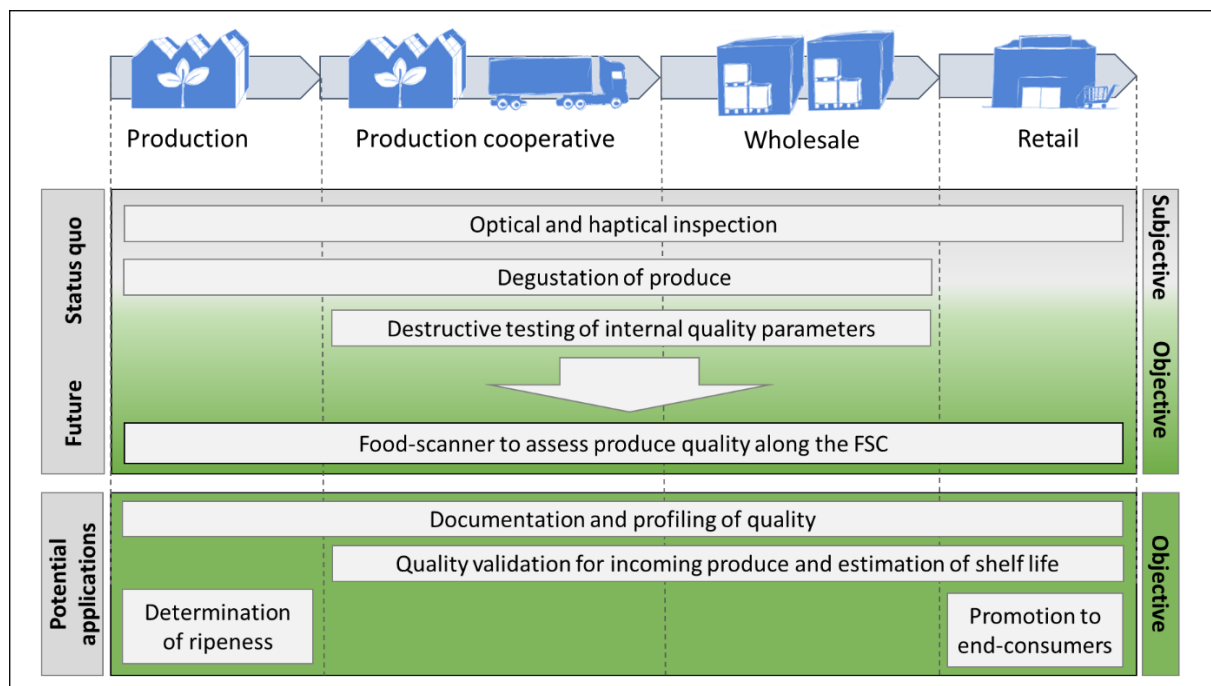 Production
Production cooperative
Wholesale
Retail
Status quo
Future
Subjective
Objective
Optical and haptical inspection
Degustation of produce
Destructive testing of internal quality parameters
Food-scanner to assess produce quality along the FSC
Potential
applications
Objective
Documentation and profiling of quality
Quality validation for incoming produce and estimation of shelf life
Determination
of ripeness
Promotion to
end-consumers